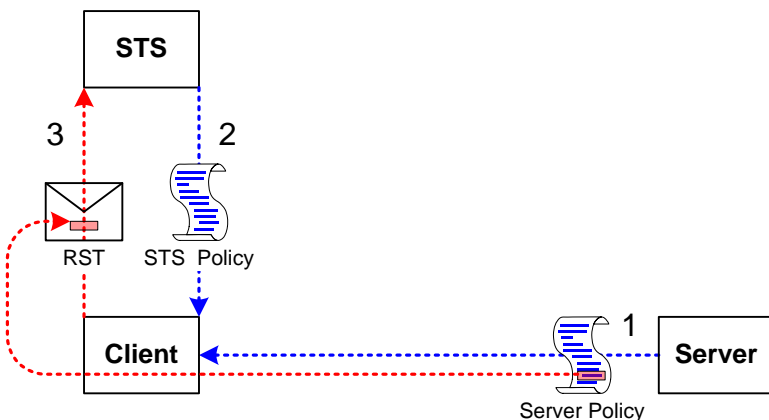 STS
3
2
RST
STS Policy
1
Client
Server
Server Policy